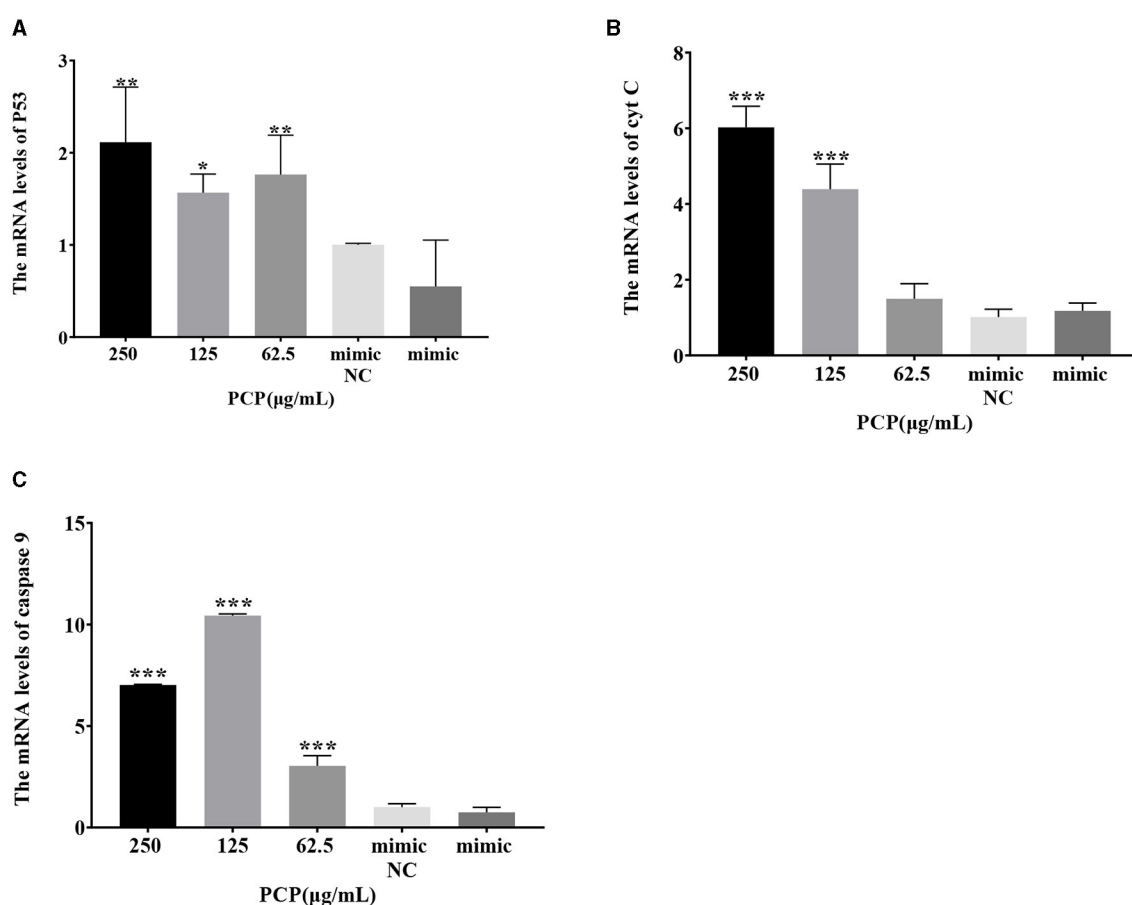 A
The mRNA levels of P53
3
2
1
0
**
*
**
250 125 62.5 mimic NC mimic
PCP(μg/mL)
B
The mRNA levels of cyt C
8
6
4
2
0
***
***
250 125 62.5 mimic NC mimic
PCP(μg/mL)
C
The mRNA levels of caspase 9
15
10
5
0
***
***
***
250 125 62.5 mimic NC mimic
PCP(μg/mL)